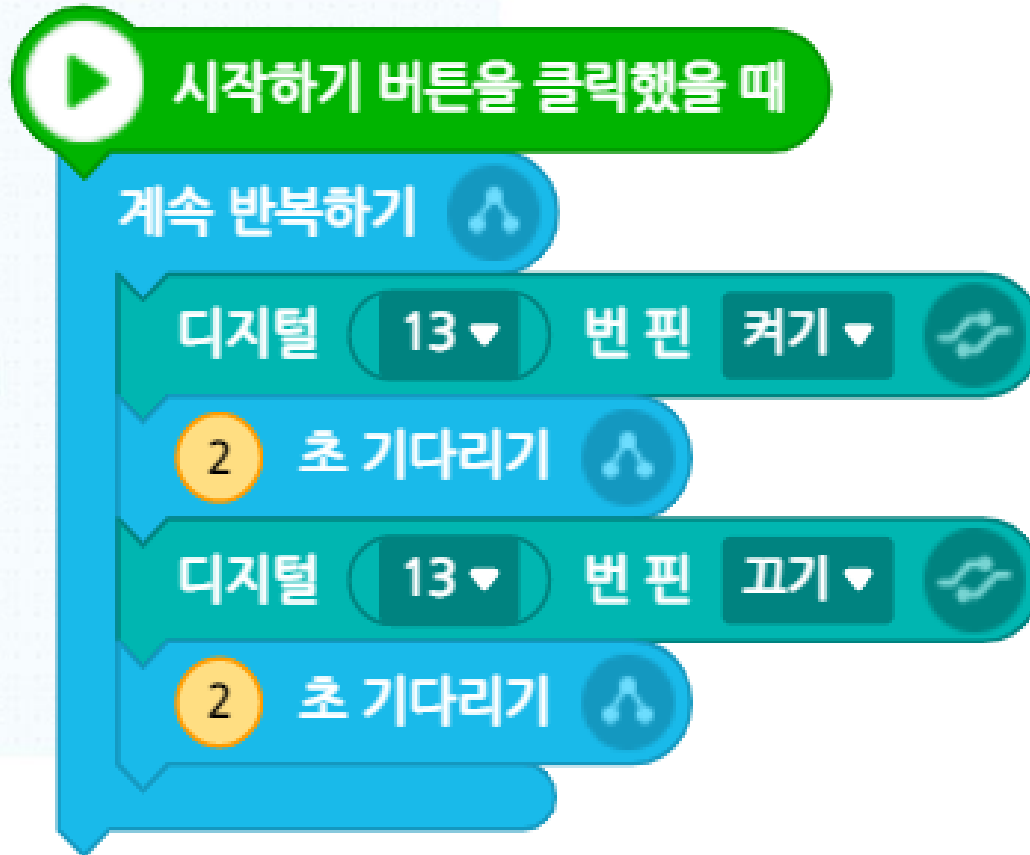 시작하기 버튼을 클릭했을 때
계속 반복하기
디지털 13 번 핀 켜기
2 초 기다리기
디지털 13 번 핀 끄기
2 초 기다리기